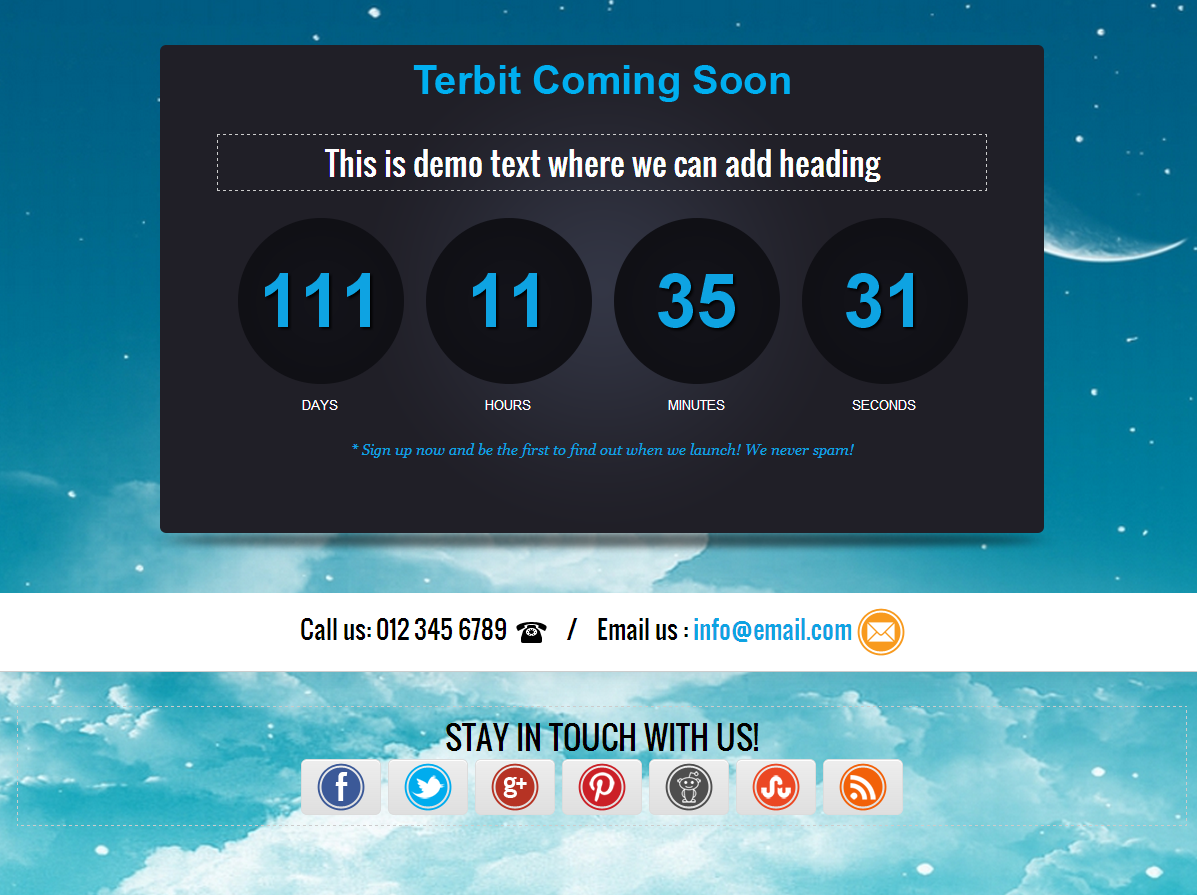 Terbit Coming Soon
This is demo text where we can add heading
111 11 35 31
DAYS HOURS MINUTES SECONDS
* Sign up now and be the first to find out when we launch! We never spam!
Call us: 012 345 6789 / Email us : info@email.com
STAY IN TOUCH WITH US!
f g+